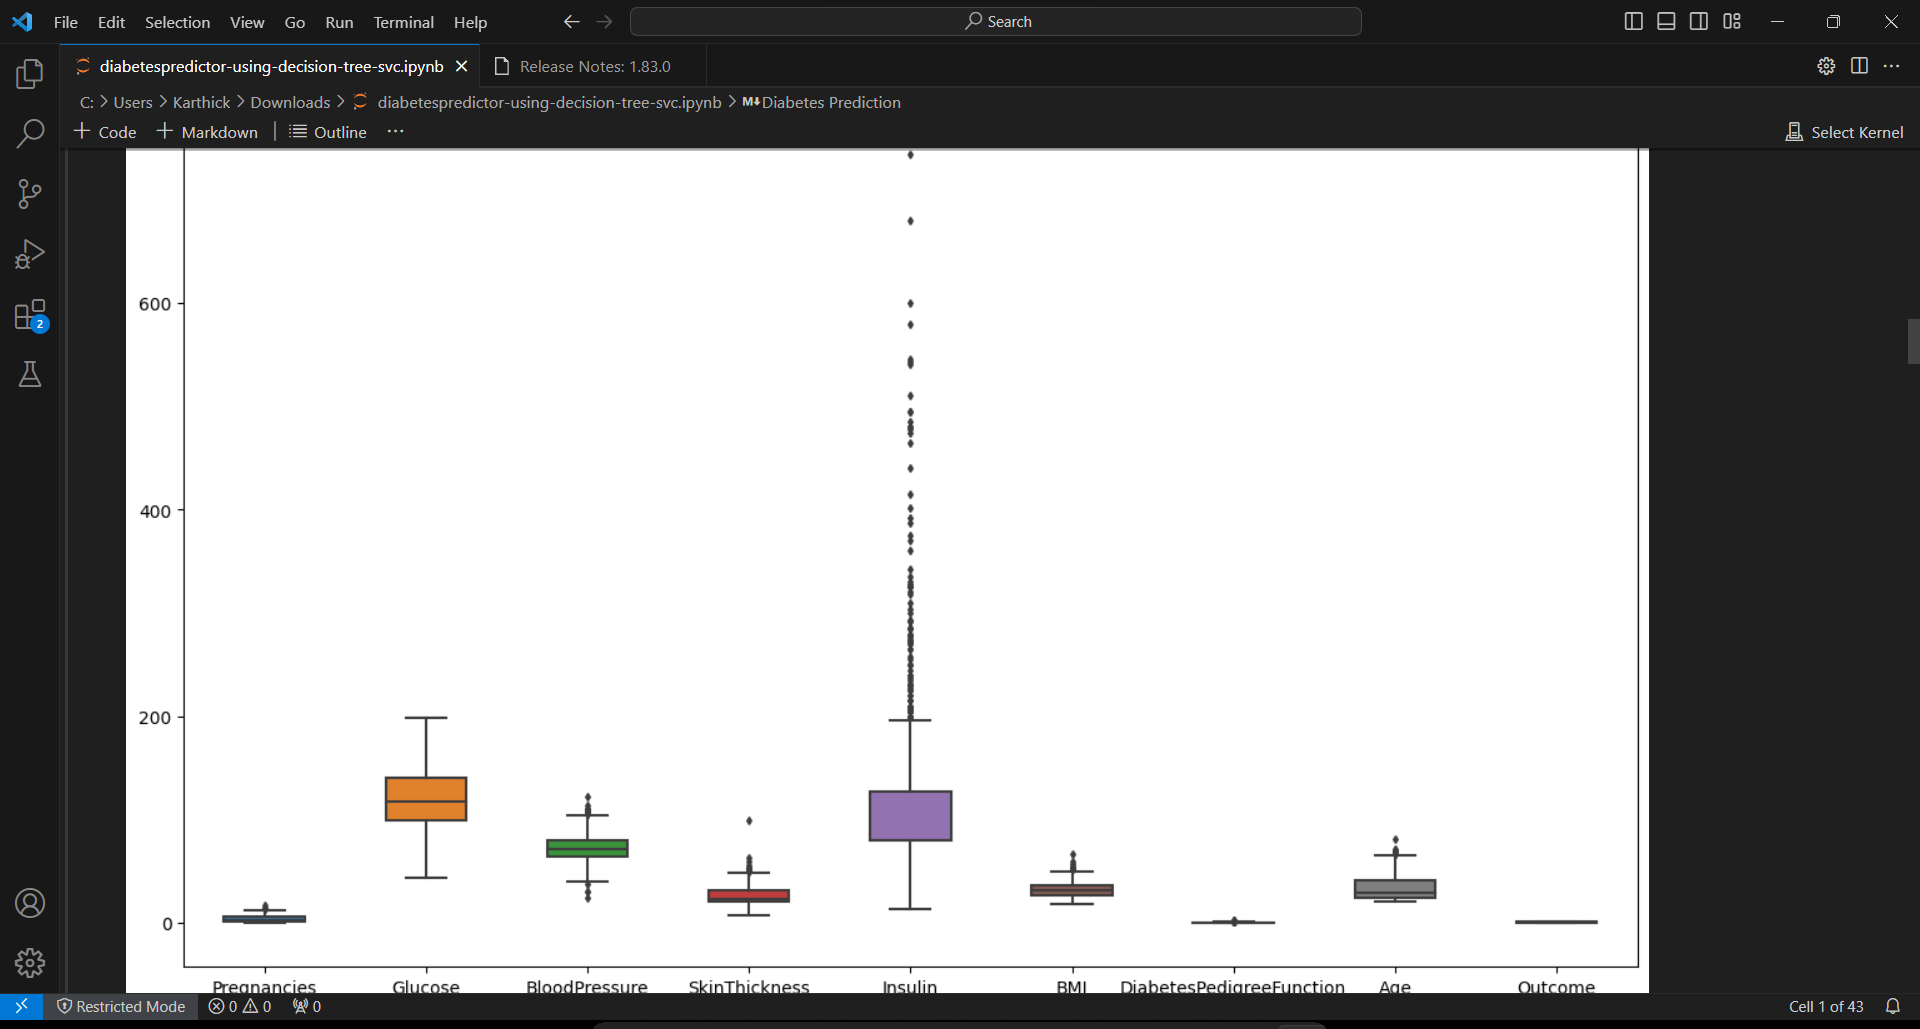 File Edit Selection View Go Run Terminal Help Search
diabetespredictor-using-decision-tree-svc.ipynb Release Notes: 1.83.0
C: > Users > Karthick > Downloads > diabetespredictor-using-decision-tree-svc.ipynb > M↓Diabetes Prediction
+ Code + Markdown Outline ··· Select Kernel
600
400
200
0
Pregnancies Glucose BloodPressure SkinThickness Insulin BMI DiabetesPedigreeFunction Age Outcome
2
Restricted Mode 0 0 0 Cell 1 of 43